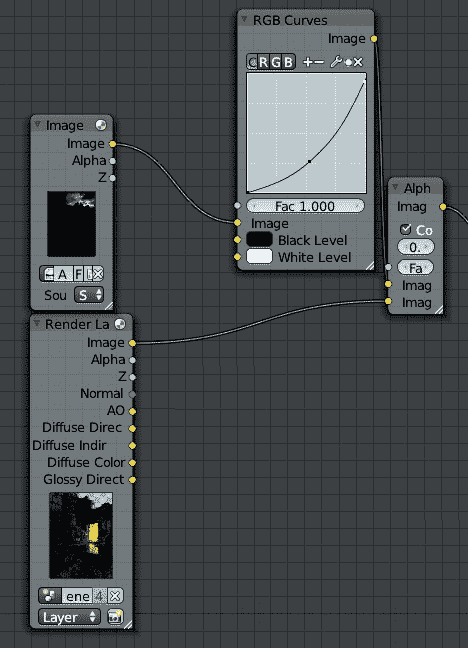 RGB Curves
Image
C R G B
Fac 1.000
Image
Black Level
White Level
Image
Image
Alpha
Z
A F
Sou S
Alph
Imag
Co
0.
Fa
Imag
Imag
Render La
Image
Alpha
Z
Normal
AO
Diffuse Direc
Diffuse Indir
Diffuse Color
Glossy Direct
ene 4
Layer